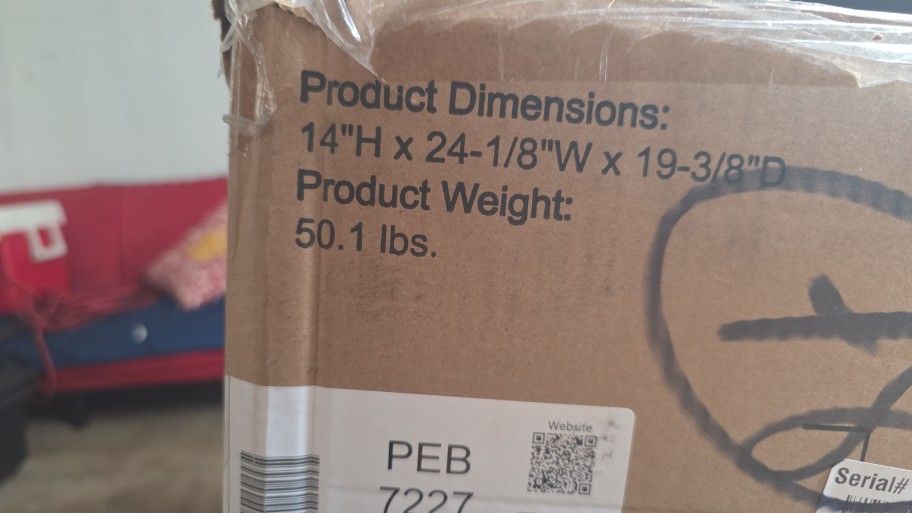 Product Dimensions:
14"H x 24-1/8"W x 19-3/8"D
Product Weight:
50.1 lbs.
Website
PEB
7227
Serial#